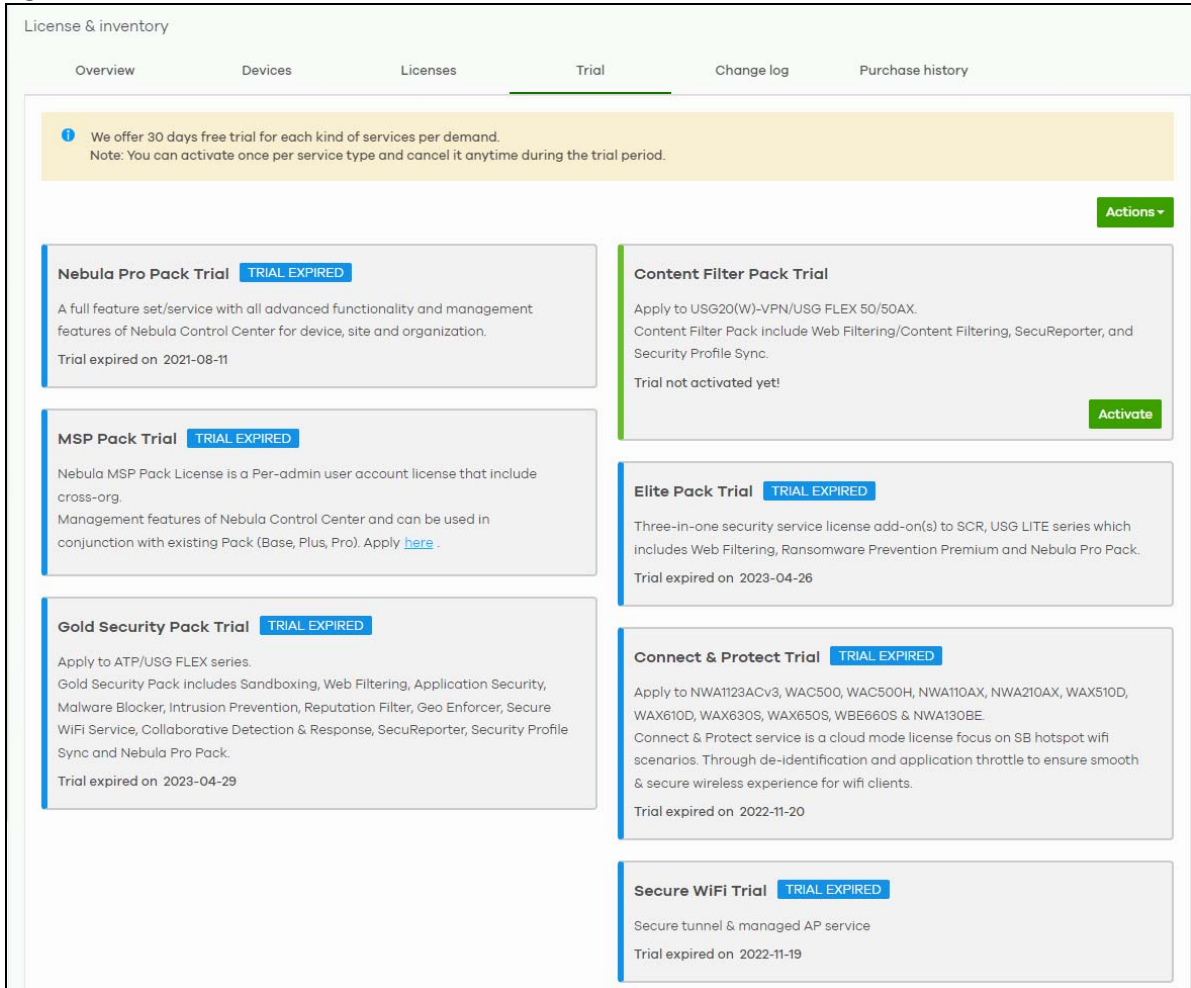 License & inventory
Overview Devices Licenses Trial Change log Purchase history
We offer 30 days free trial for each kind of services per demand.
Note: You can activate once per service type and cancel it anytime during the trial period.
Actions
Nebula Pro Pack Trial TRIAL EXPIRED
A full feature set/service with all advanced functionality and management
features of Nebula Control Center for device, site and organization.
Trial expired on 2021-08-11
MSP Pack Trial TRIAL EXPIRED
Nebula MSP Pack License is a Per-admin user account license that include
cross-org.
Management features of Nebula Control Center and can be used in
conjunction with existing Pack (Base, Plus, Pro). Apply here .
Gold Security Pack Trial TRIAL EXPIRED
Apply to ATP/USG FLEX series.
Gold Security Pack includes Sandboxing, Web Filtering, Application Security,
Malware Blocker, Intrusion Prevention, Reputation Filter, Geo Enforcer, Secure
WiFi Service, Collaborative Detection & Response, SecuReporter, Security Profile
Sync and Nebula Pro Pack.
Trial expired on 2023-04-29
Content Filter Pack Trial
Apply to USG20(W)-VPN/USG FLEX 50/50AX.
Content Filter Pack include Web Filtering/Content Filtering, SecuReporter, and
Security Profile Sync.
Trial not activated yet!
Activate
Elite Pack Trial TRIAL EXPIRED
Three-in-one security service license add-on(s) to SCR, USG LITE series which
includes Web Filtering, Ransomware Prevention Premium and Nebula Pro Pack.
Trial expired on 2023-04-26
Connect & Protect Trial TRIAL EXPIRED
Apply to NWA1123ACv3, WAC500, WAC500H, NWA110AX, NWA210AX, WAX510D,
WAX610D, WAX630S, WAX650S, WBE660S & NWA130BE.
Connect & Protect service is a cloud mode license focus on SB hotspot wifi
scenarios. Through de-identification and application throttle to ensure smooth
& secure wireless experience for wifi clients.
Trial expired on 2022-11-20
Secure WiFi Trial TRIAL EXPIRED
Secure tunnel & managed AP service
Trial expired on 2022-11-19